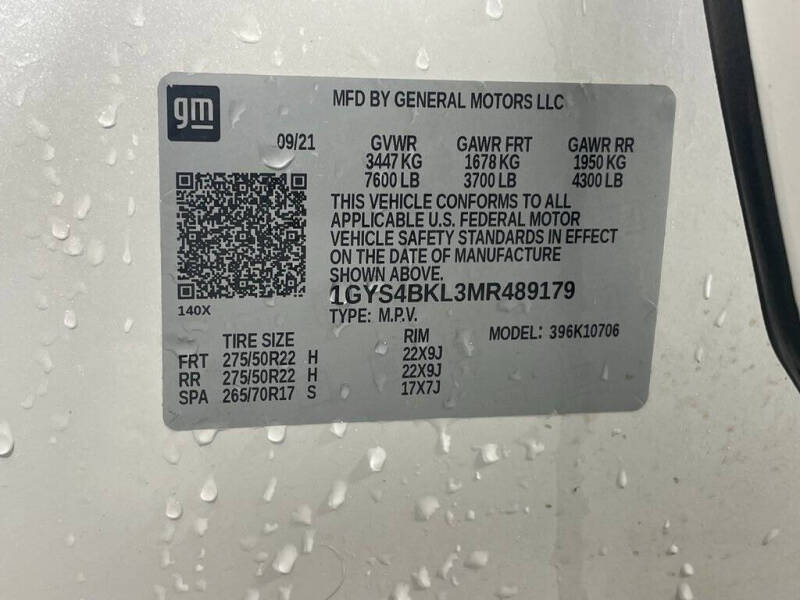 gm
MFD BY GENERAL MOTORS LLC
09/21 GVWR GAWR FRT GAWR RR
3447 KG 1678 KG 1950 KG
7600 LB 3700 LB 4300 LB
THIS VEHICLE CONFORMS TO ALL
APPLICABLE U.S. FEDERAL MOTOR
VEHICLE SAFETY STANDARDS IN EFFECT
ON THE DATE OF MANUFACTURE
SHOWN ABOVE.
1GYS4BKL3MR489179
140X
TYPE: M.P.V.
MODEL: 396K10706
TIRE SIZE RIM
FRT 275/50R22 H 22X9J
RR 275/50R22 H 22X9J
SPA 265/70R17 S 17X7J